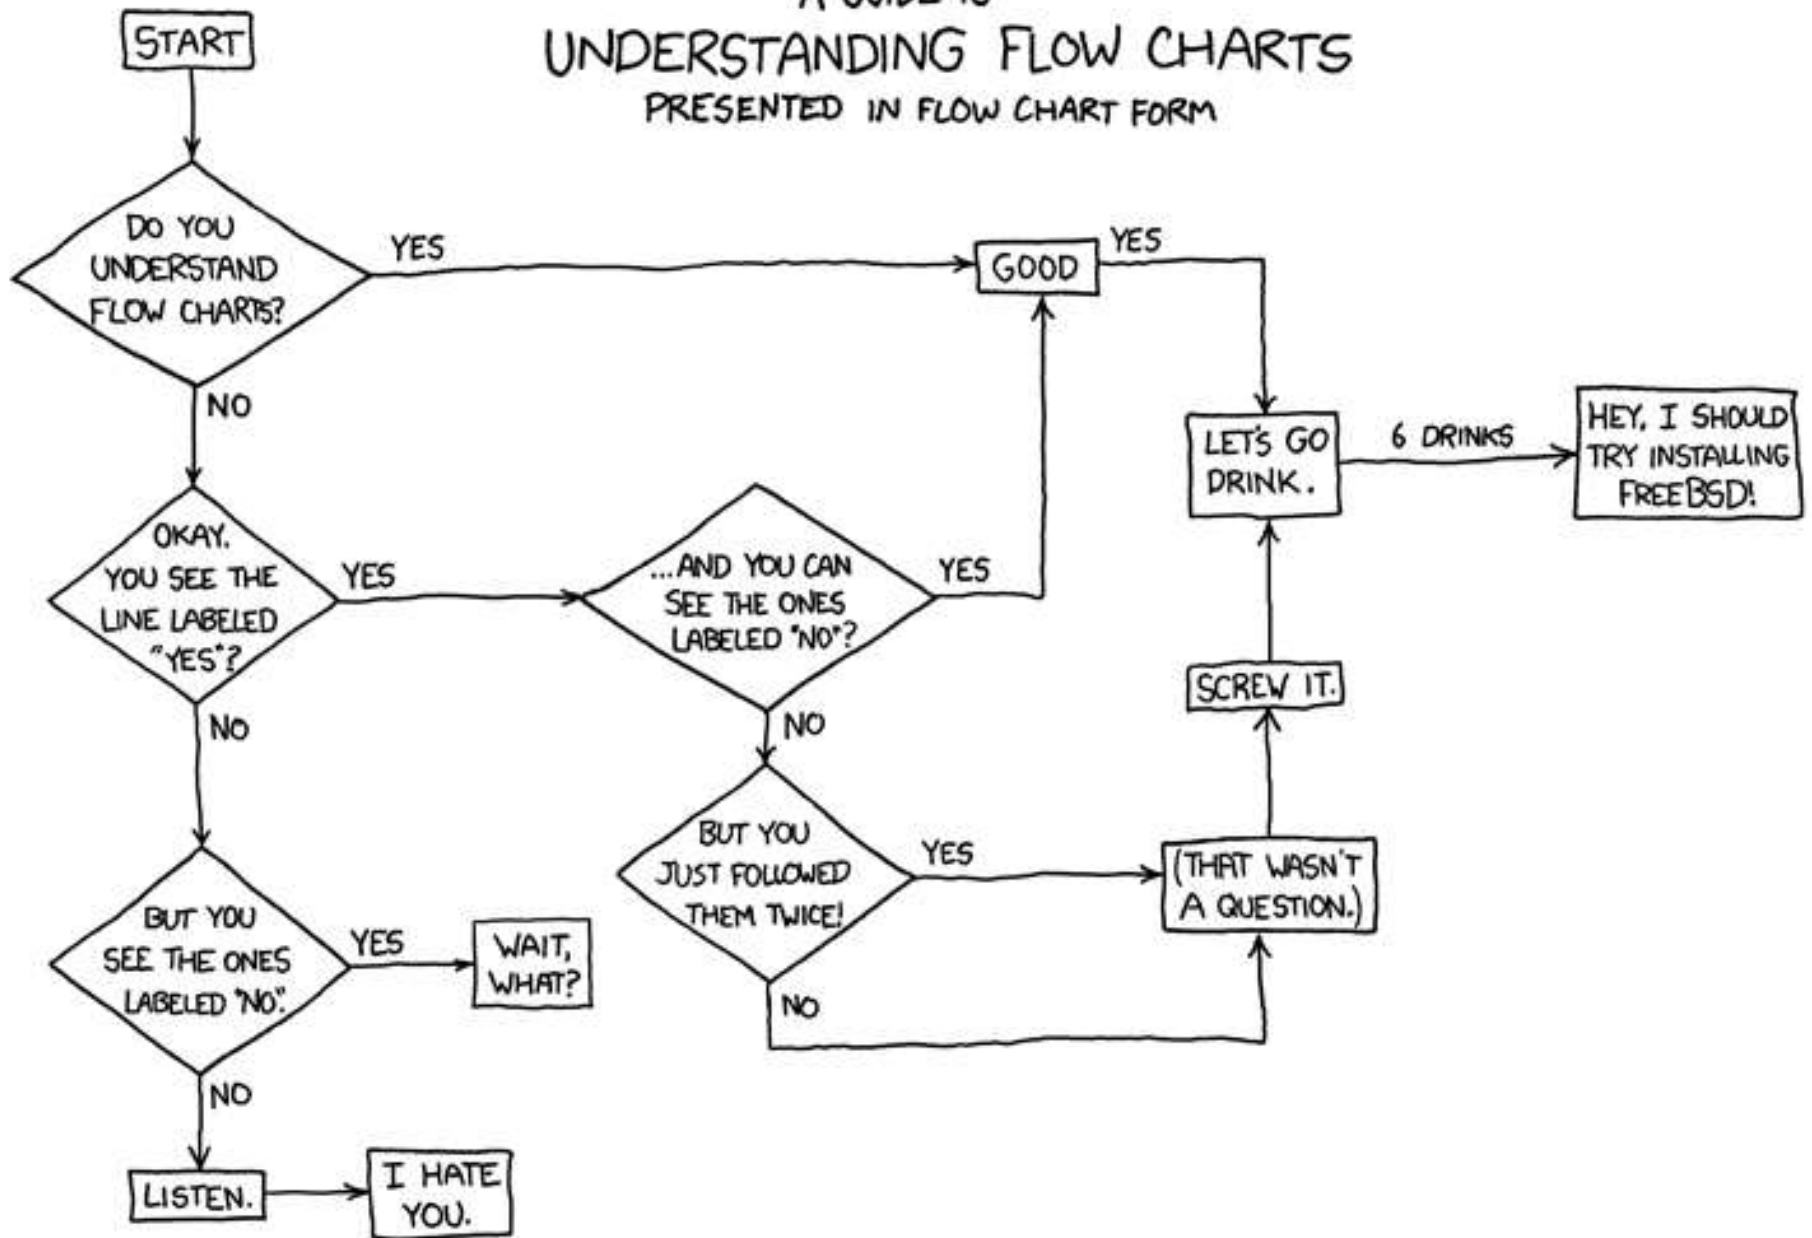 A GUIDE TO
UNDERSTANDING FLOW CHARTS
PRESENTED IN FLOW CHART FORM
START
DO YOU
UNDERSTAND
FLOW CHARTS?
YES
GOOD
YES
NO
LET'S GO
DRINK.
6 DRINKS
HEY, I SHOULD
TRY INSTALLING
FREEBSD!
OKAY.
YOU SEE THE
LINE LABELED
"YES"?
YES
...AND YOU CAN
SEE THE ONES
LABELED "NO"?
YES
NO
NO
SCREW IT.
BUT YOU
JUST FOLLOWED
THEM TWICE!
YES
(THAT WASN'T
A QUESTION.)
NO
BUT YOU
SEE THE ONES
LABELED "NO".
YES
WAIT,
WHAT?
NO
LISTEN.
I HATE
YOU.